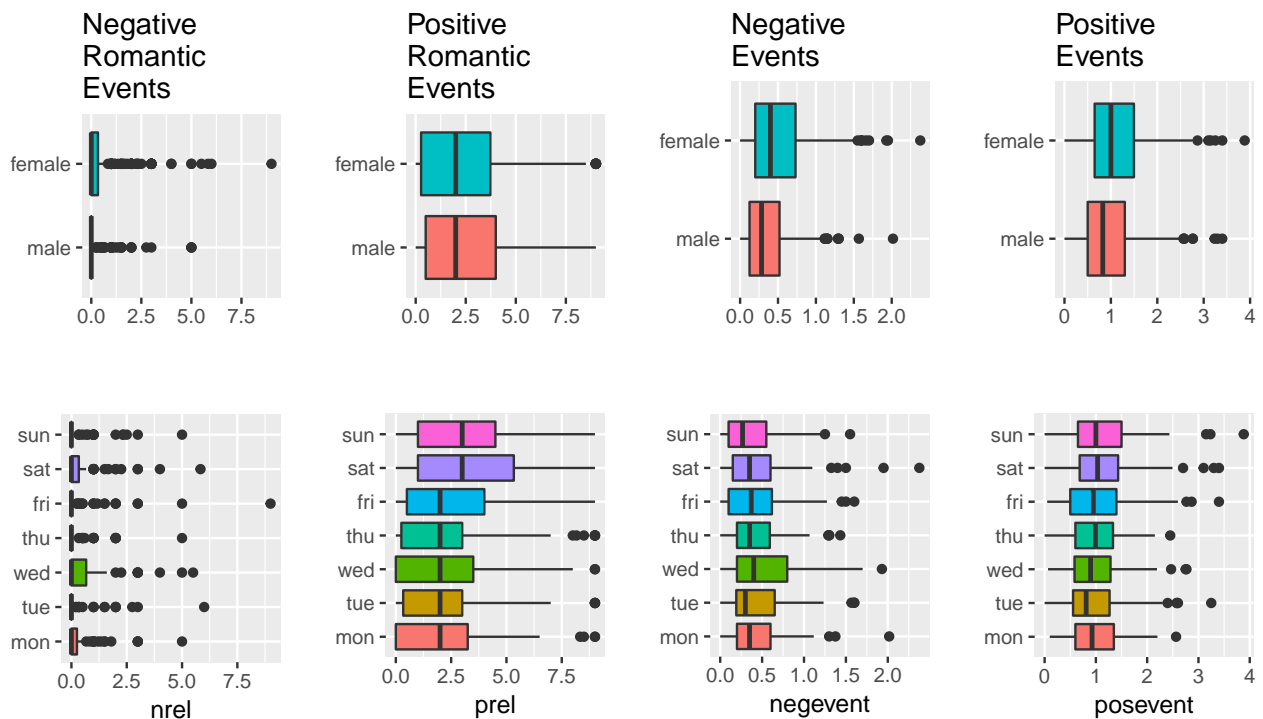 Negative
Romantic
Events
Positive
Romantic
Events
Negative
Events
Positive
Events
female
male
0.0 2.5 5.0 7.5
female
male
0.0 2.5 5.0 7.5
female
male
0.0 0.5 1.0 1.5 2.0
female
male
0 1 2 3 4
sun
sat
fri
thu
wed
tue
mon
0.0 2.5 5.0 7.5
nrel
sun
sat
fri
thu
wed
tue
mon
0.0 2.5 5.0 7.5
prel
sun
sat
fri
thu
wed
tue
mon
0.0 0.5 1.0 1.5 2.0
negevent
sun
sat
fri
thu
wed
tue
mon
0 1 2 3 4
posevent